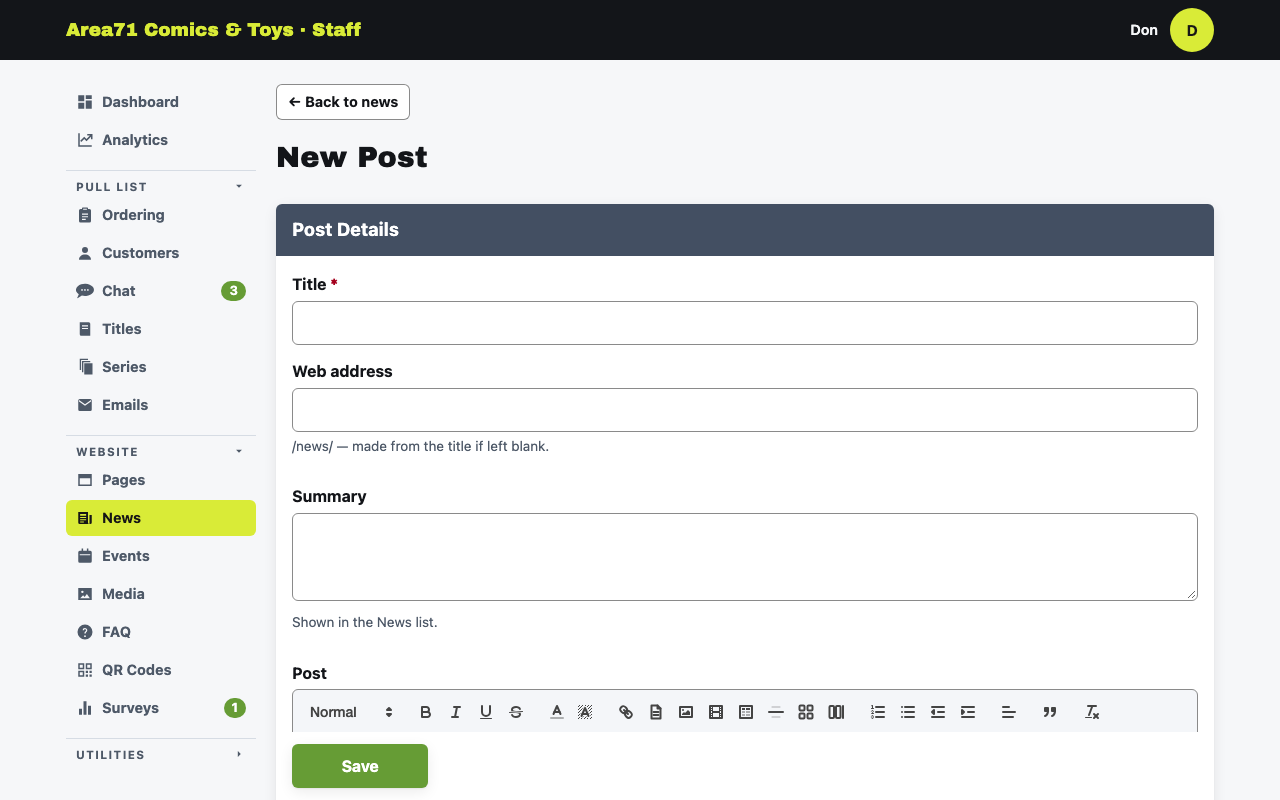 Area71 Comics & Toys · Staff
Don
D
Dashboard
Analytics
PULL LIST
Ordering
Customers
Chat
3
Titles
Series
Emails
WEBSITE
Pages
News
Events
Media
FAQ
QR Codes
Surveys
1
UTILITIES
← Back to news
New Post
Post Details
Title *
Web address
/news/ — made from the title if left blank.
Summary
Shown in the News list.
Post
Normal
Save